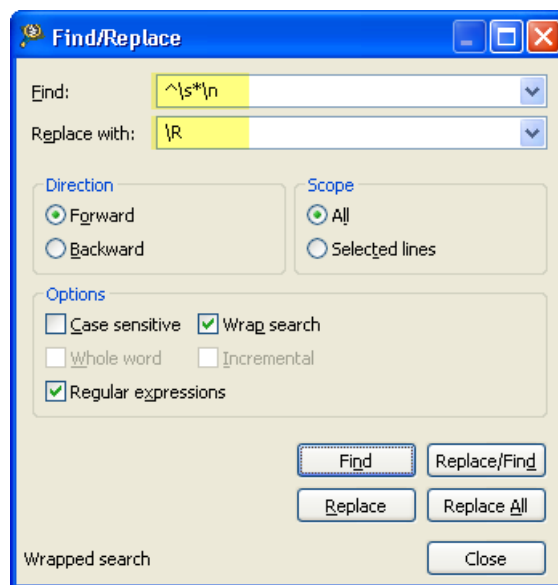 Find/Replace
Find: ^\s*\n
Replace with: \R
Direction
Forward
Backward
Scope
All
Selected lines
Options
Case sensitive Wrap search
Whole word Incremental
Regular expressions
Find Replace/Find
Replace Replace All
Wrapped search Close